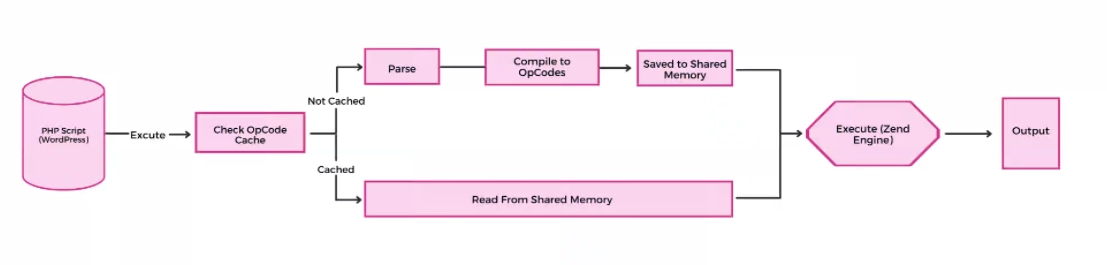 PHP Script
(WordPress)
Excute
Check OpCode
Cache
Not Cached
Parse
Compile to
OpCodes
Saved to Shared
Memory
Cached
Read From Shared Memory
Execute (Zend
Engine)
Output